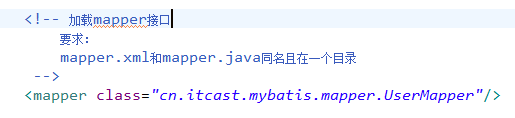 <!-- 加载mapper接口
要求:
mapper.xml和mapper.java同名且在一个目录
-->
<mapper class="cn.itcast.mybatis.mapper.UserMapper"/>